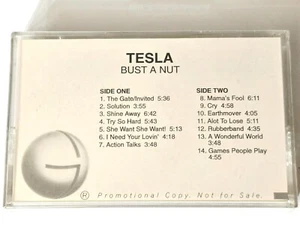 TESLA
BUST A NUT
SIDE ONE
1. The Gate/Invited 5:36
2. Solution 3:55
3. Shine Away 6:42
4. Try So Hard 5:43
5. She Want She Want! 5:13
6. I Need Your Lovin' 4:18
7. Action Talks 3:48
SIDE TWO
8. Mama's Fool 6:11
9. Cry 4:58
10. Earthmover 4:05
11. Alot To Lose 5:11
12. Rubberband 4:35
13. A Wonderful World
3:48
14. Games People Play
4:55
® Promotional Copy. Not for Sale.